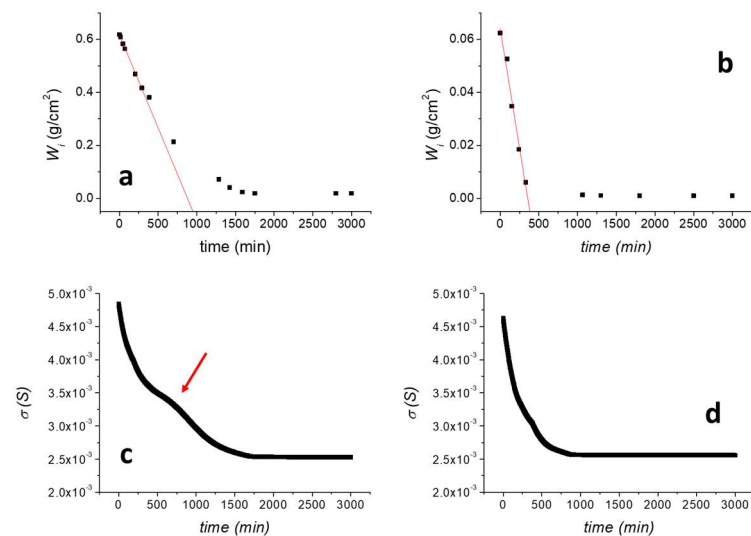 0.6
0.4
0.2
0.0
W_i (g/cm²)
a
0 500 1000 1500 2000 2500 3000
time (min)
0.06
0.04
0.02
0.00
W_i (g/cm²)
b
0 500 1000 1500 2000 2500 3000
time (min)
5.0x10⁻³
4.5x10⁻³
4.0x10⁻³
3.5x10⁻³
3.0x10⁻³
2.5x10⁻³
2.0x10⁻³
σ (S)
c
0 500 1000 1500 2000 2500 3000
time (min)
5.0x10⁻³
4.5x10⁻³
4.0x10⁻³
3.5x10⁻³
3.0x10⁻³
2.5x10⁻³
2.0x10⁻³
σ (S)
d
0 500 1000 1500 2000 2500 3000
time (min)